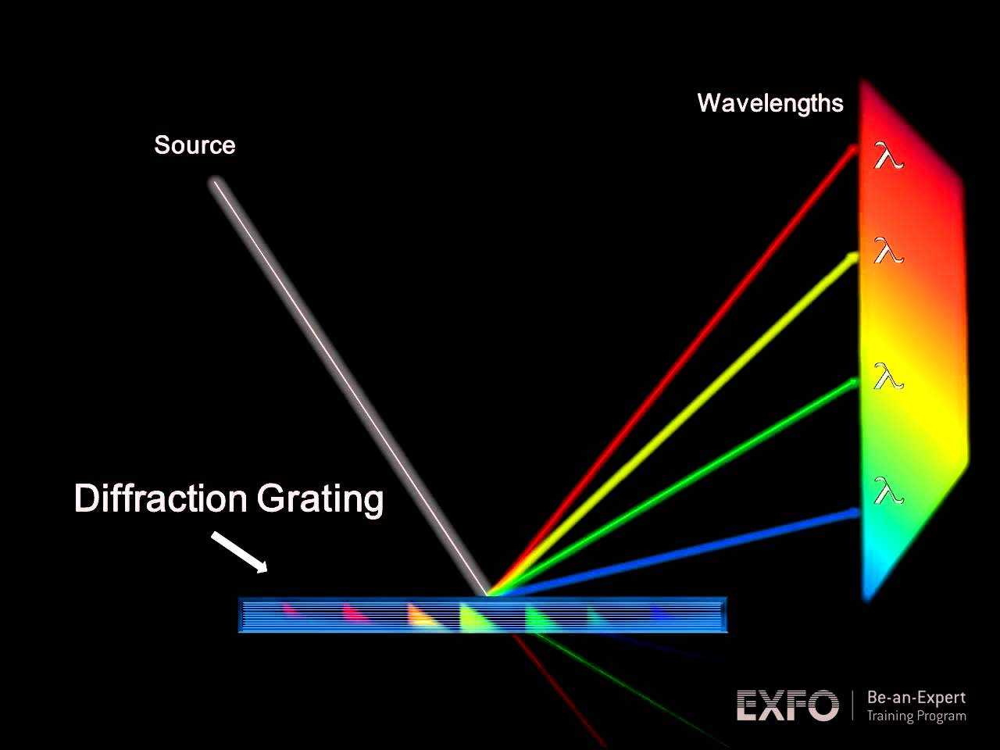 Wavelengths
Source
λ
λ
λ
λ
Diffraction Grating
EXFO
Be-an-Expert
Training Program